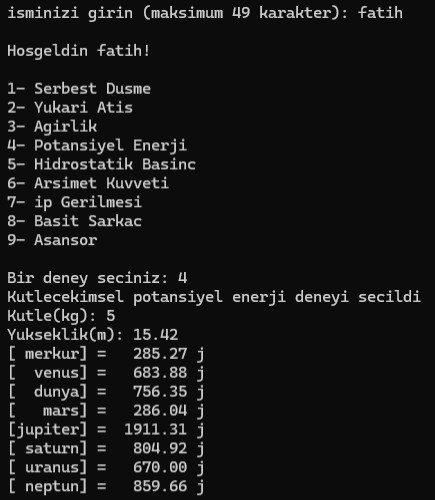 isminizi girin (maksimum 49 karakter): fatih
Hosgeldin fatih!
1- Serbest Dusme
2- Yukari Atis
3- Agirlik
4- Potansiyel Enerji
5- Hidrostatik Basinc
6- Arsimet Kuvveti
7- ip Gerilmesi
8- Basit Sarkac
9- Asansor
Bir deney seciniz: 4
Kutlecekimsel potansiyel enerji deneyi secildi
Kutle(kg): 5
Yukseklik(m): 15.42
[ merkur] =   285.27 j
[  venus] =   683.88 j
[  dunya] =   756.35 j
[   mars] =   286.04 j
[jupiter] =  1911.31 j
[ saturn] =   804.92 j
[ uranus] =   670.00 j
[ neptun] =   859.66 j